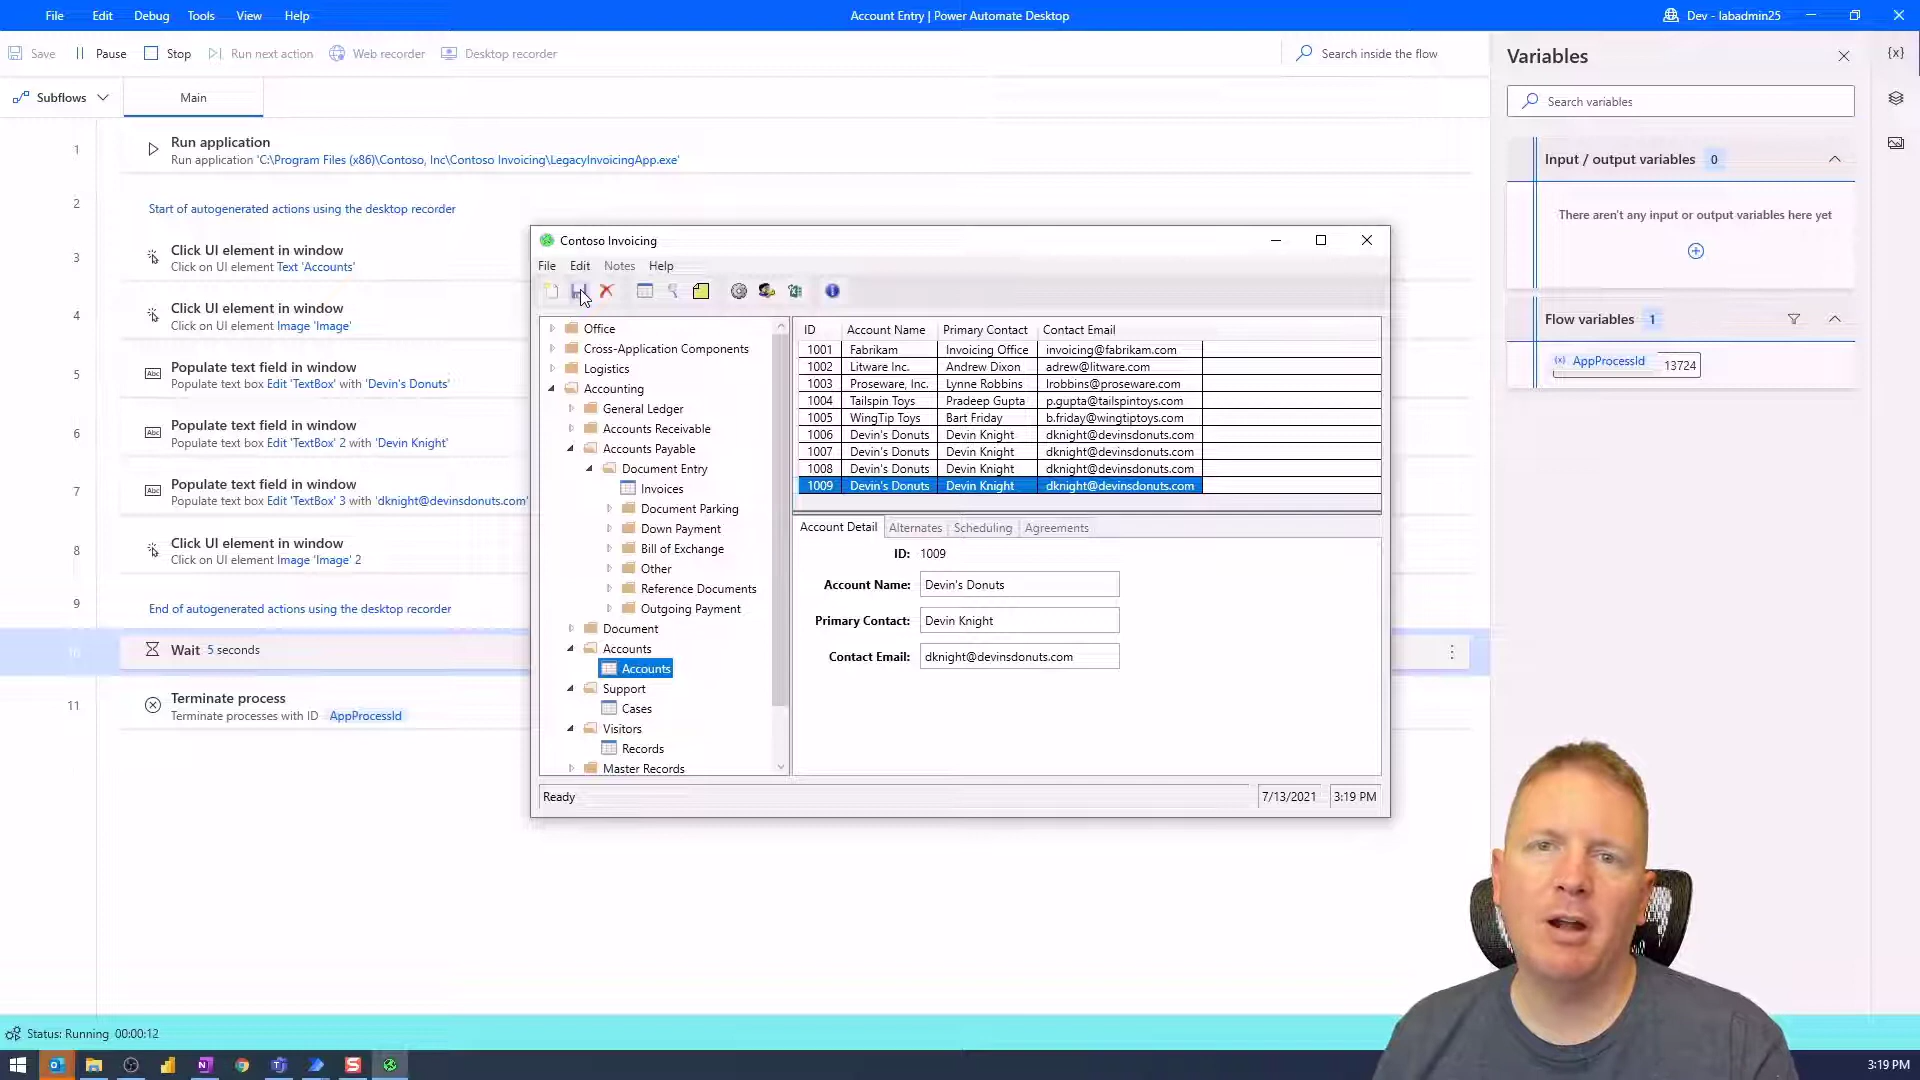 File Edit Debug Tools View Help
Account Entry | Power Automate Desktop
Dev - labadmin25
Save Pause Stop Run next action Web recorder Desktop recorder
Search inside the flow
Subflows
Main
1
Run application
Run application 'C:\Program Files (x86)\Contoso, Inc\Contoso Invoicing\LegacyInvoicingApp.exe'
2
Start of autogenerated actions using the desktop recorder
3
Click UI element in window
Click on UI element Text 'Accounts'
4
Click UI element in window
Click on UI element Image 'Image'
5
Abc
Populate text field in window
Populate text box Edit 'TextBox' with 'Devin's Donuts'
6
Abc
Populate text field in window
Populate text box Edit 'TextBox' 2 with 'Devin Knight'
7
Abc
Populate text field in window
Populate text box Edit 'TextBox' 3 with 'dknight@devinsdonuts.com'
8
Click UI element in window
Click on UI element Image 'Image' 2
9
End of autogenerated actions using the desktop recorder
10
Wait 5 seconds
11
Terminate process
Terminate processes with ID AppProcessId
Contoso Invoicing
File Edit Notes Help
Office
Cross-Application Components
Logistics
Accounting
General Ledger
Accounts Receivable
Accounts Payable
Document Entry
Invoices
Document Parking
Down Payment
Bill of Exchange
Other
Reference Documents
Outgoing Payment
Document
Accounts
Accounts
Support
Cases
Visitors
Records
Master Records
ID Account Name Primary Contact Contact Email
1001 Fabrikam Invoicing Office invoicing@fabrikam.com
1002 Litware Inc. Andrew Dixon adrew@litware.com
1003 Proseware, Inc. Lynne Robbins lrobbins@proseware.com
1004 Tailspin Toys Pradeep Gupta p.gupta@tailspintoys.com
1005 WingTip Toys Bart Friday b.friday@wingtiptoys.com
1006 Devin's Donuts Devin Knight dknight@devinsdonuts.com
1007 Devin's Donuts Devin Knight dknight@devinsdonuts.com
1008 Devin's Donuts Devin Knight dknight@devinsdonuts.com
1009 Devin's Donuts Devin Knight dknight@devinsdonuts.com
Account Detail Alternates Scheduling Agreements
ID: 1009
Account Name: Devin's Donuts
Primary Contact: Devin Knight
Contact Email: dknight@devinsdonuts.com
Ready
7/13/2021
3:19 PM
Variables
{x}
Search variables
Input / output variables 0
There aren't any input or output variables here yet
Flow variables 1
(x) AppProcessId 13724
Status: Running 00:00:12
3:19 PM